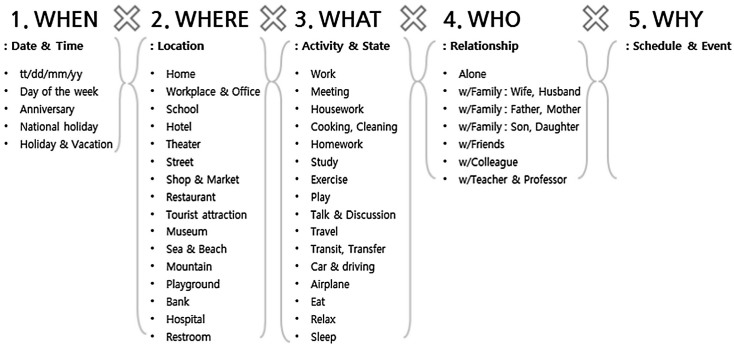 1. WHEN
: Date & Time
• tt/dd/mm/yy
• Day of the week
• Anniversary
• National holiday
• Holiday & Vacation
2. WHERE
: Location
• Home
• Workplace & Office
• School
• Hotel
• Theater
• Street
• Shop & Market
• Restaurant
• Tourist attraction
• Museum
• Sea & Beach
• Mountain
• Playground
• Bank
• Hospital
• Restroom
3. WHAT
: Activity & State
• Work
• Meeting
• Housework
• Cooking, Cleaning
• Homework
• Study
• Exercise
• Play
• Talk & Discussion
• Travel
• Transit, Transfer
• Car & driving
• Airplane
• Eat
• Relax
• Sleep
4. WHO
: Relationship
• Alone
• w/Family : Wife, Husband
• w/Family : Father, Mother
• w/Family : Son, Daughter
• w/Friends
• w/Colleague
• w/Teacher & Professor
5. WHY
: Schedule & Event